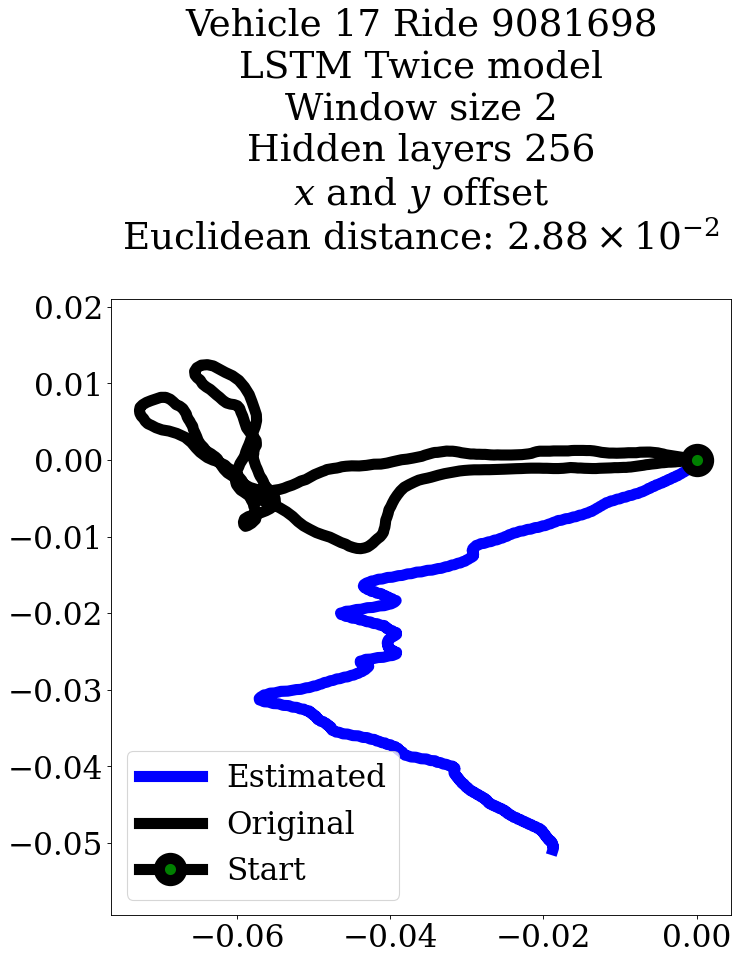 Vehicle 17 Ride 9081698
LSTM Twice model
Window size 2
Hidden layers 256
x and y offset
Euclidean distance: 2.88 × 10⁻²
0.02
0.01
0.00
−0.01
−0.02
−0.03
−0.04
−0.05
Estimated
Original
Start
−0.06 −0.04 −0.02 0.00